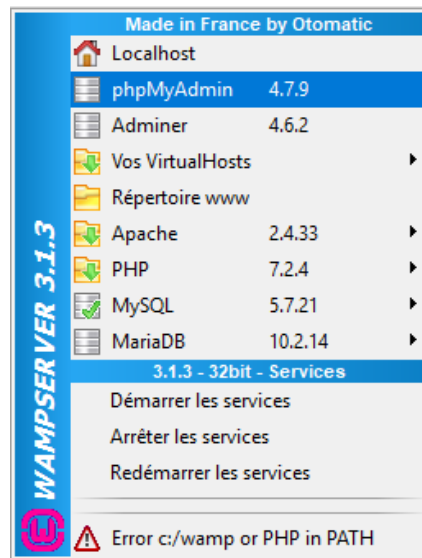 Made in France by Otomatic
Localhost
phpMyAdmin 4.7.9
Adminer 4.6.2
Vos VirtualHosts
Répertoire www
Apache 2.4.33
PHP 7.2.4
MySQL 5.7.21
MariaDB 10.2.14
3.1.3 - 32bit - Services
Démarrer les services
Arrêter les services
Redémarrer les services
Error c:/wamp or PHP in PATH
WAMPSERVER 3.1.3